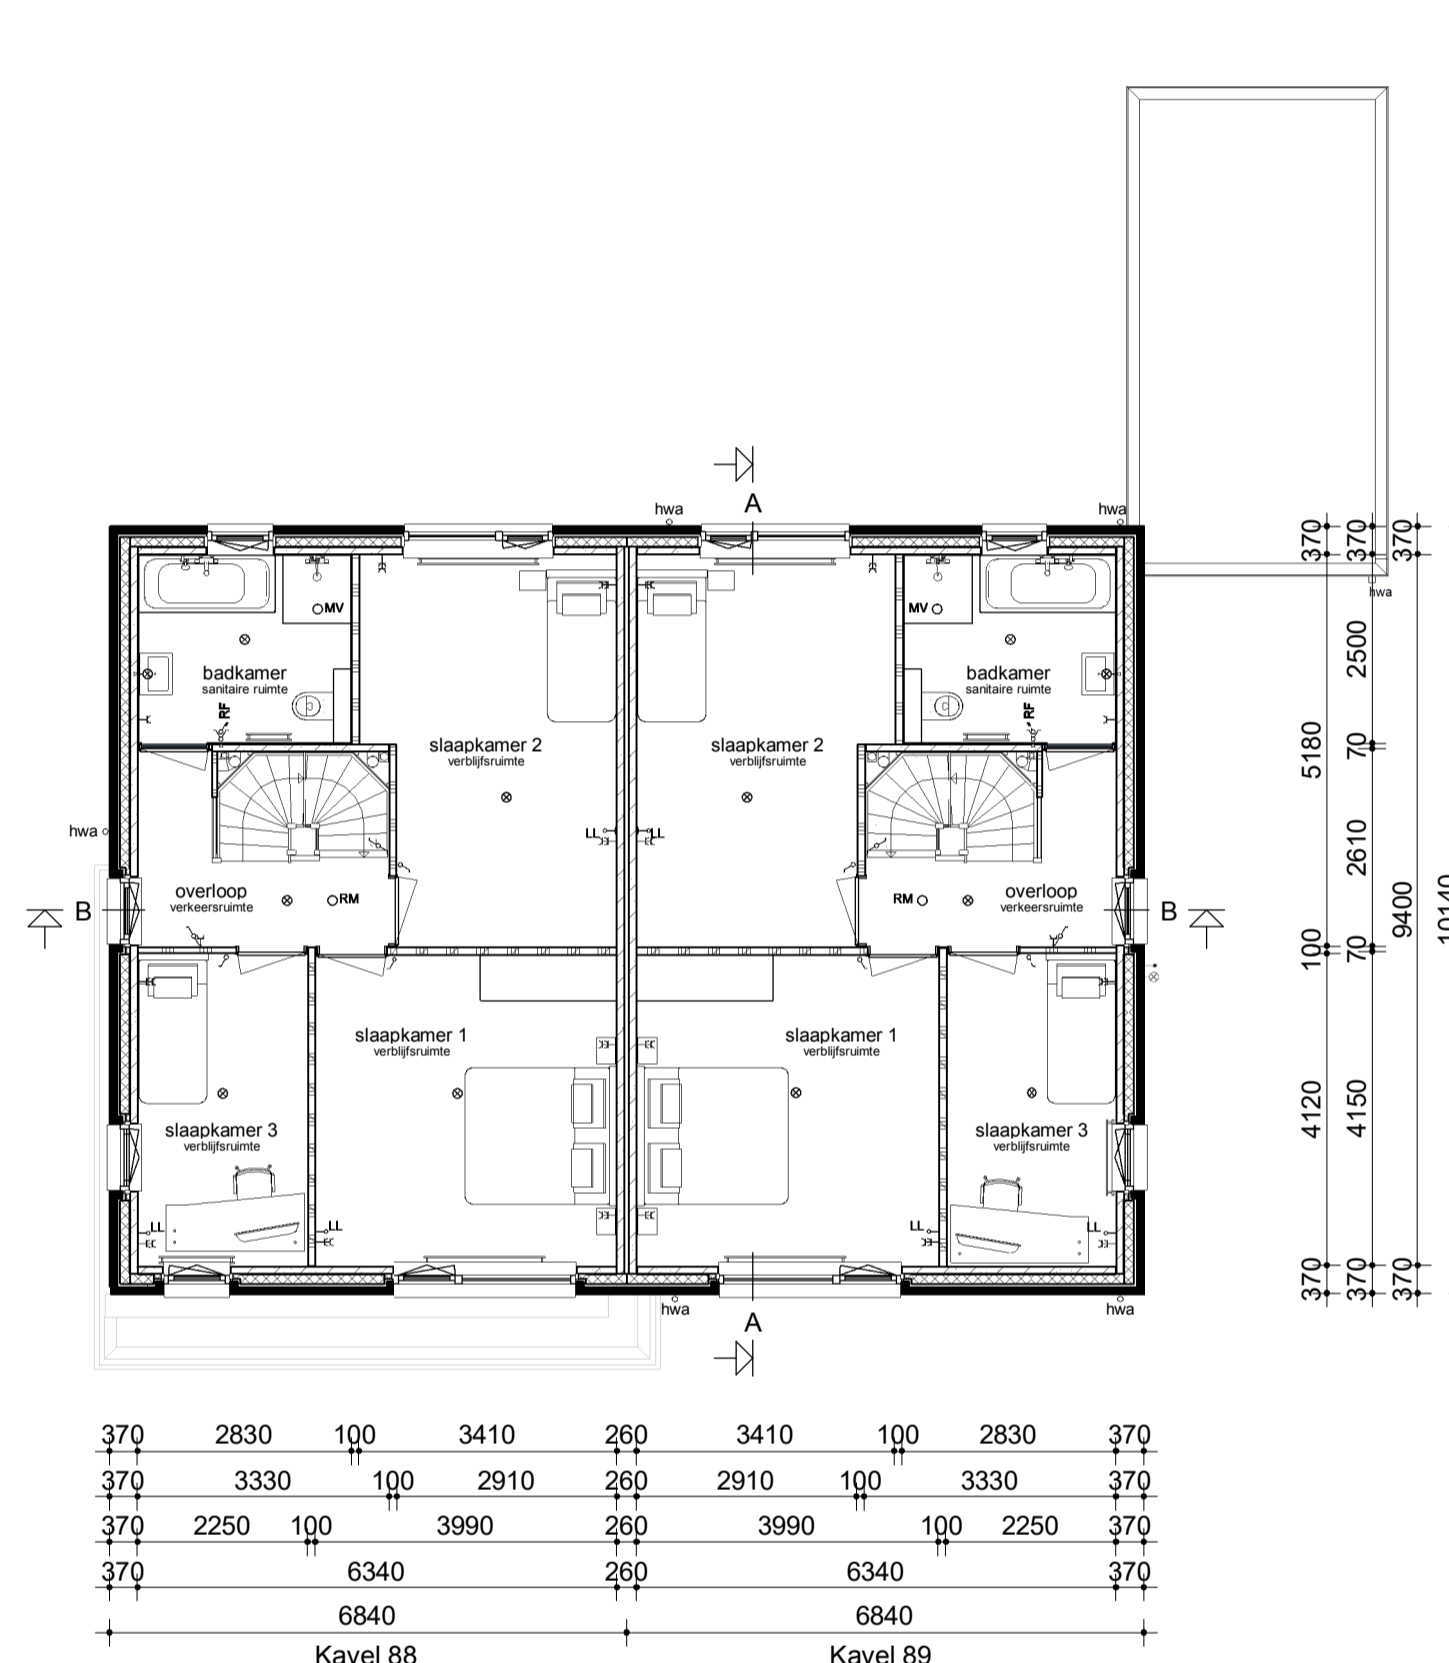 A
hwa
hwa
370
370
370
hwa
MV
MV
2500
badkamer
sanitaire ruimte
badkamer
sanitaire ruimte
RF
RF
slaapkamer 2
verblijfsruimte
slaapkamer 2
verblijfsruimte
5180
70
hwa
LL
LL
2610
overloop
verkeersruimte
RM
RM
overloop
verkeersruimte
B
B
9400
10140
100
70
slaapkamer 1
verblijfsruimte
slaapkamer 1
verblijfsruimte
4120
4150
slaapkamer 3
verblijfsruimte
slaapkamer 3
verblijfsruimte
LL
LL
LL
LL
370
370
370
hwa
hwa
A
370 2830 100 3410 260 3410 100 2830 370
370 3330 100 2910 260 2910 100 3330 370
370 2250 100 3990 260 3990 100 2250 370
370 6340 260 6340 370
6840 6840
Kavel 88 Kavel 89